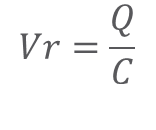 Vr = Q/C